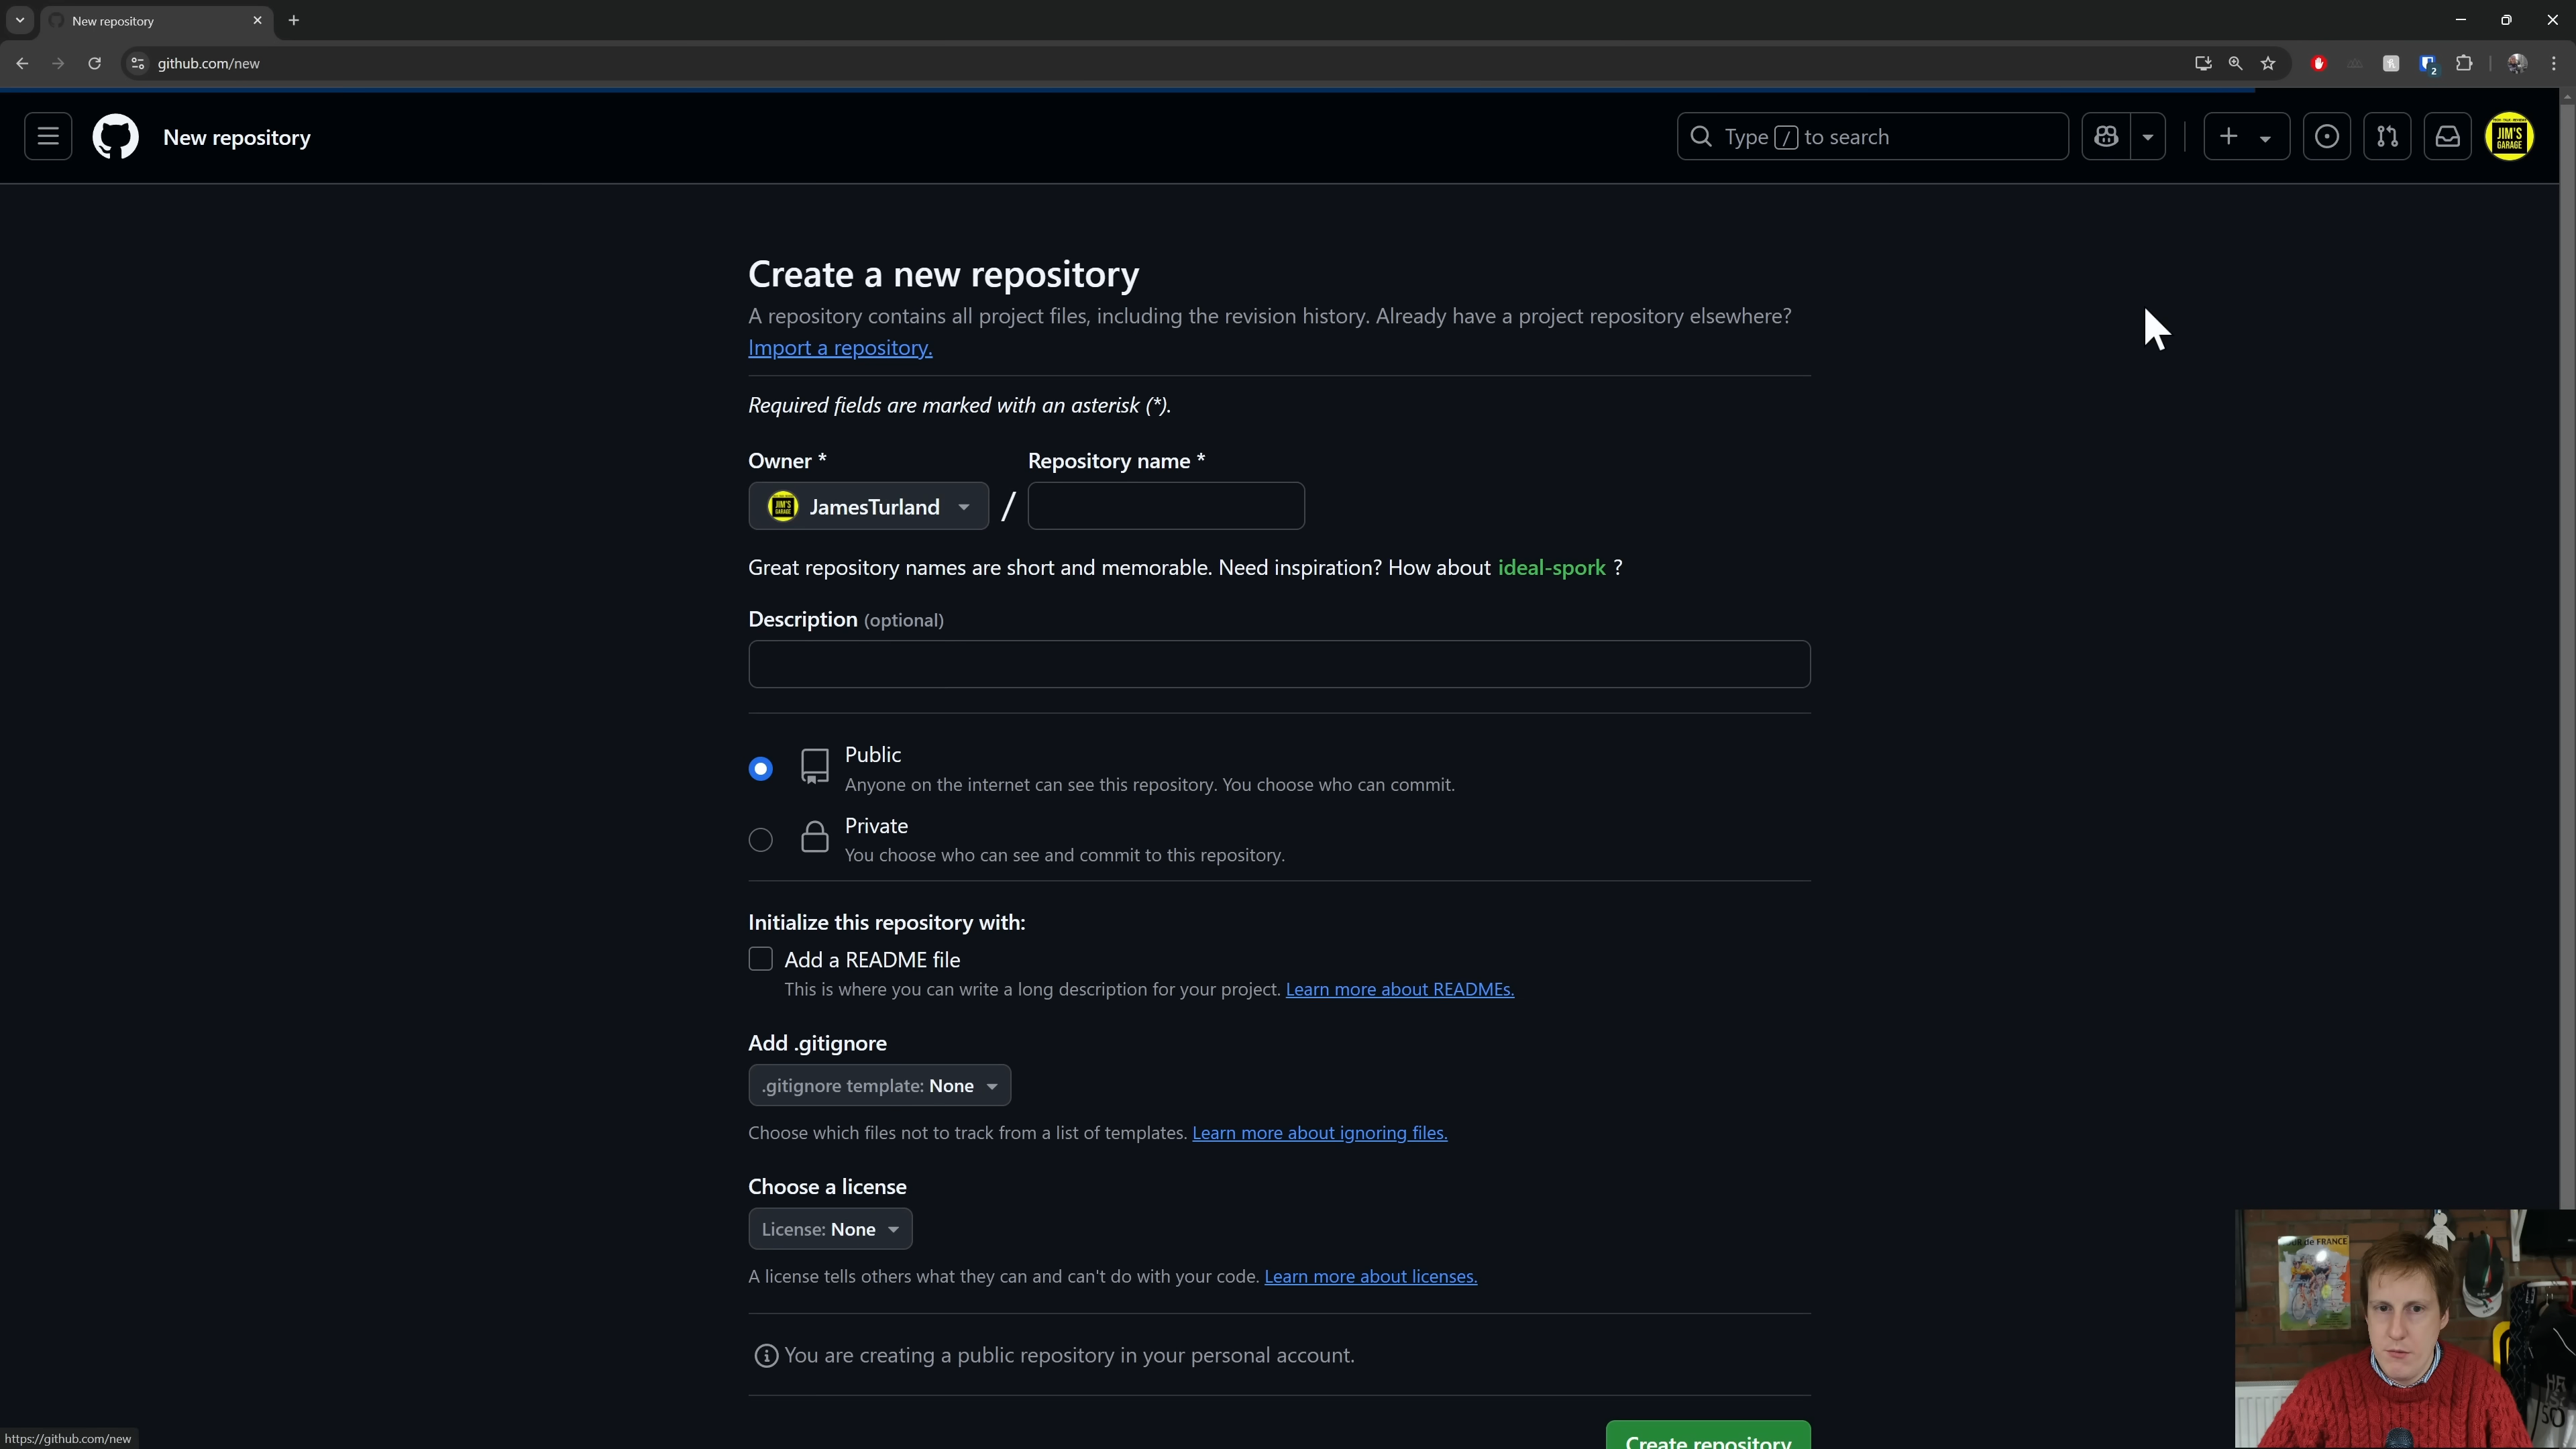 New repository
github.com/new
2
New repository
Type / to search
JIM'S
GARAGE
Create a new repository
A repository contains all project files, including the revision history. Already have a project repository elsewhere?
Import a repository.
Required fields are marked with an asterisk (*).
Owner *
Repository name *
JIM'S
GARAGE
JamesTurland
/
Great repository names are short and memorable. Need inspiration? How about ideal-spork ?
Description (optional)
Public
Anyone on the internet can see this repository. You choose who can commit.
Private
You choose who can see and commit to this repository.
Initialize this repository with:
Add a README file
This is where you can write a long description for your project. Learn more about READMEs.
Add .gitignore
.gitignore template: None
Choose which files not to track from a list of templates. Learn more about ignoring files.
Choose a license
License: None
A license tells others what they can and can't do with your code. Learn more about licenses.
You are creating a public repository in your personal account.
Create repository
https://github.com/new
de FRANCE